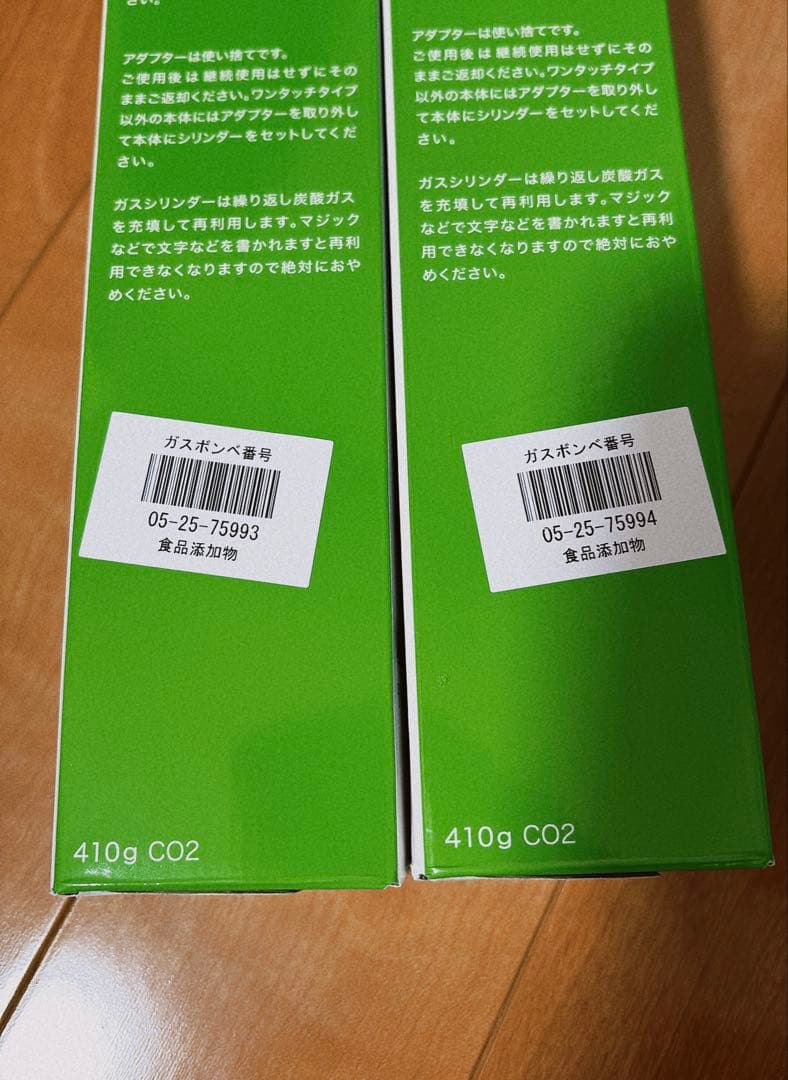 さい。
アダプターは使い捨てです。
ご使用後は継続使用はせずにその
ままご返却ください。ワンタッチタイプ
以外の本体にはアダプターを取り外し
て本体にシリンダーをセットしてくだ
さい。
ガスシリンダーは繰り返し炭酸ガス
を充填して再利用します。マジック
などで文字などを書かれますと再利
用できなくなりますので絶対におや
めください。
ガスボンベ番号
05-25-75993
食品添加物
410g CO2
アダプターは使い捨てです。
ご使用後は継続使用はせずにその
ままご返却ください。ワンタッチタイプ
以外の本体にはアダプターを取り外し
て本体にシリンダーをセットしてくだ
さい。
ガスシリンダーは繰り返し炭酸ガス
を充填して再利用します。マジック
などで文字などを書かれますと再利
用できなくなりますので絶対におや
めください。
ガスボンベ番号
05-25-75994
食品添加物
410g CO2